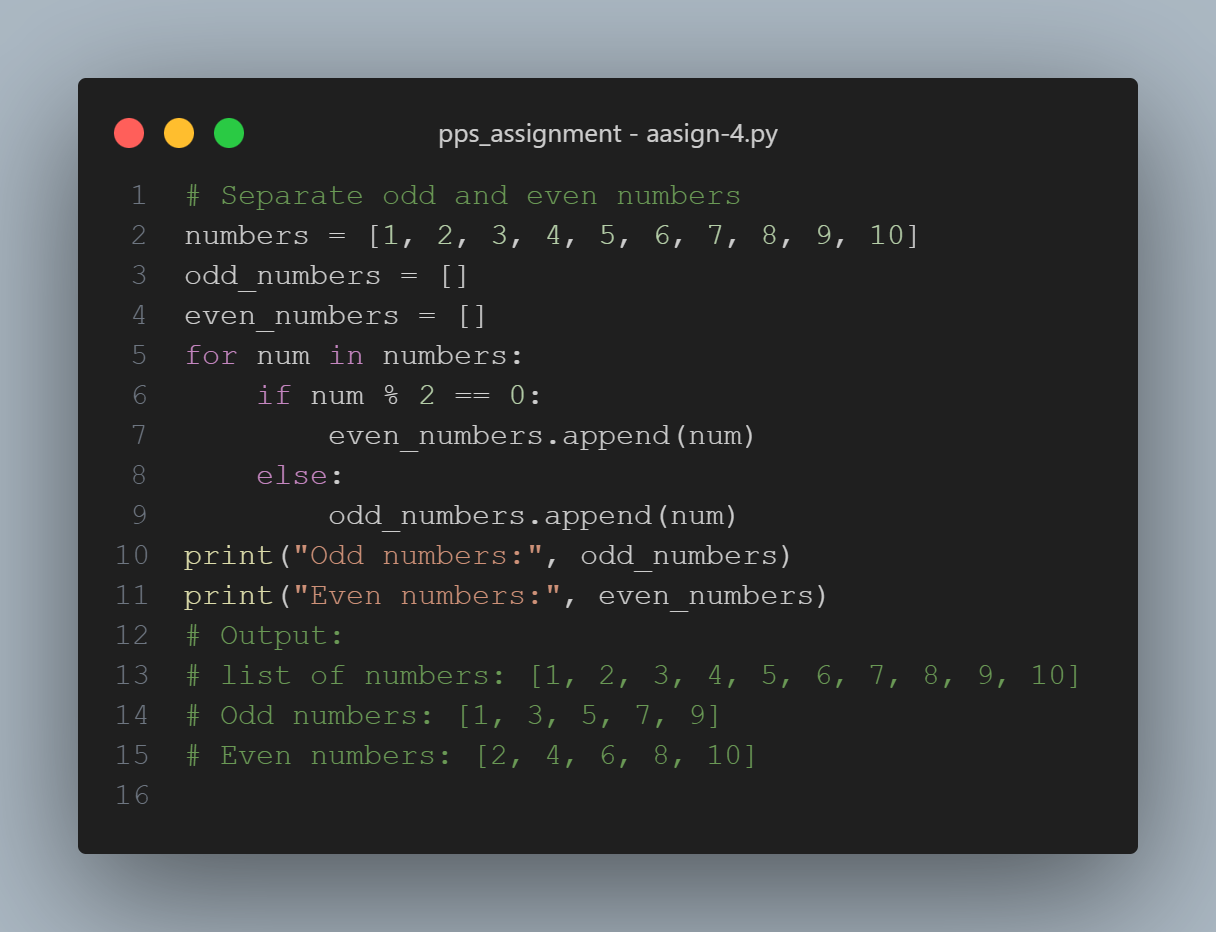 pps_assignment - aasign-4.py
1 # Separate odd and even numbers
2 numbers = [1, 2, 3, 4, 5, 6, 7, 8, 9, 10]
3 odd_numbers = []
4 even_numbers = []
5 for num in numbers:
6     if num % 2 == 0:
7         even_numbers.append(num)
8     else:
9         odd_numbers.append(num)
10 print("Odd numbers:", odd_numbers)
11 print("Even numbers:", even_numbers)
12 # Output:
13 # list of numbers: [1, 2, 3, 4, 5, 6, 7, 8, 9, 10]
14 # Odd numbers: [1, 3, 5, 7, 9]
15 # Even numbers: [2, 4, 6, 8, 10]
16